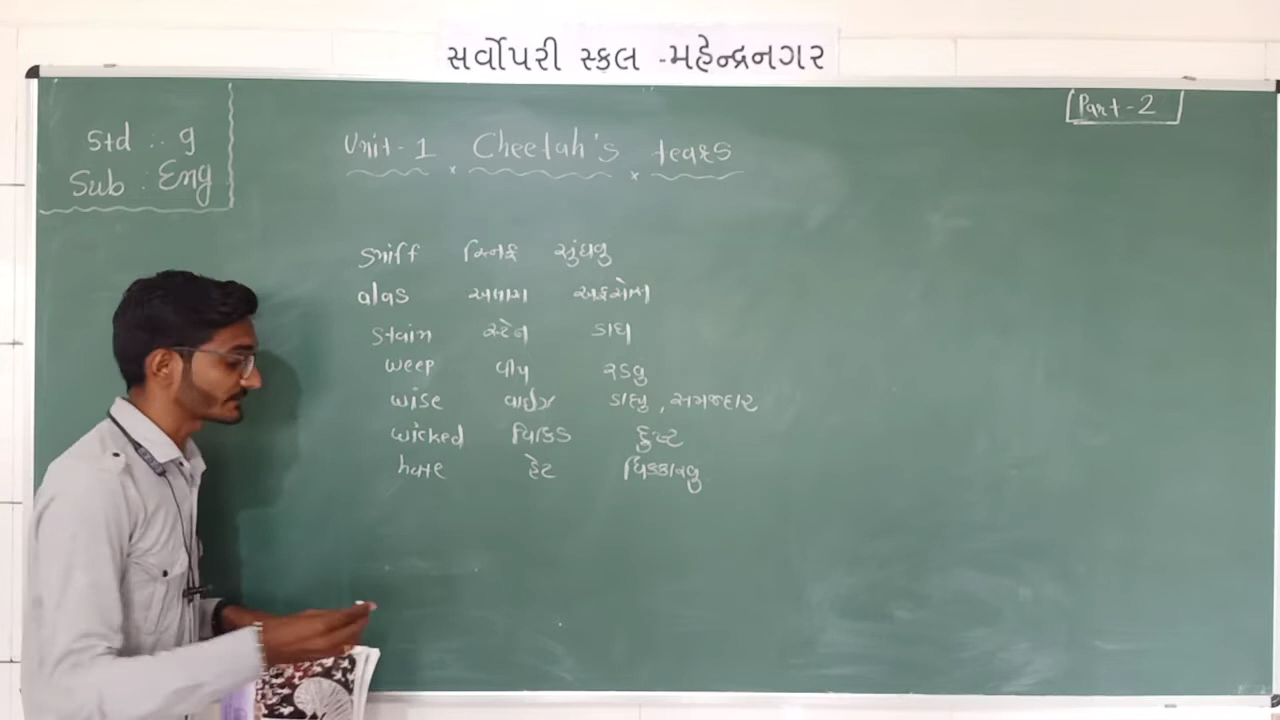 સર્વોપરી સ્કુલ -મહેન્દ્રનગર
Part-2
Std : 9
Sub : Eng
Unit-1 × Cheetah's × tears
sniff સ્નિફ સુંઘવુ
alas અલાસ અફસોસ
stain સ્ટેન ડાઘ
weep વીપ રડવુ
wise વાઈઝ ડાહ્યુ, સમજદાર
wicked વિકિડ દુષ્ટ
hate હેટ ધિક્કારવુ